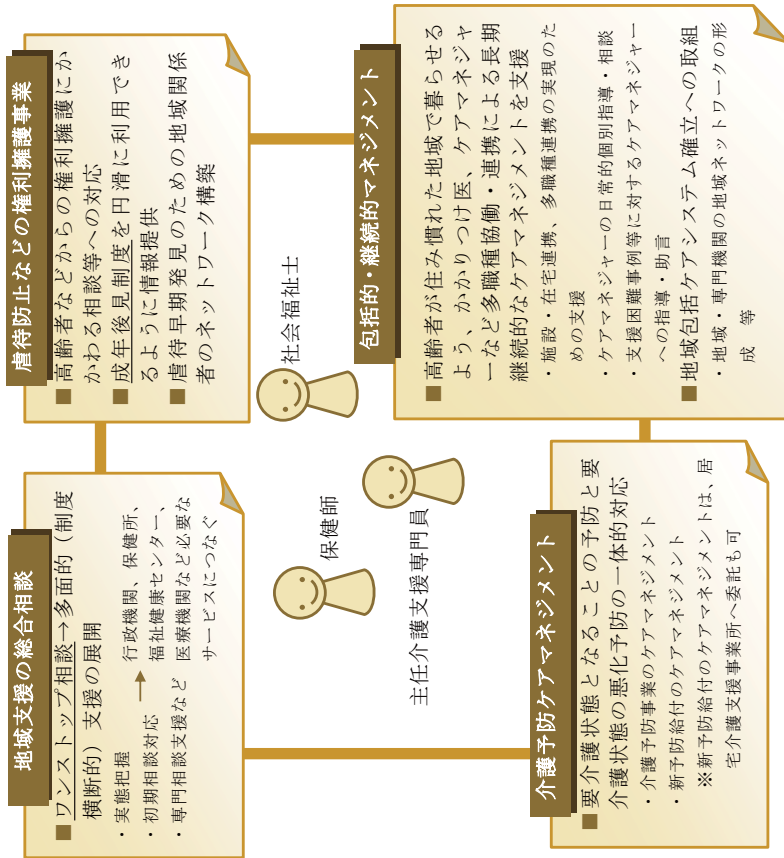 地域支援の総合相談
■ワンストップ相談→多面的（制度
横断的）支援の展開
・実態把握
・初期相談対応
・専門相談支援など
→
行政機関、保健所、
福祉健康センター、
医療機関など必要な
サービスにつなぐ
虐待防止などの権利擁護事業
■高齢者などからの権利擁護にか
かわる相談等への対応
■成年後見制度を円滑に利用でき
るように情報提供
■虐待早期発見のための地域関係
者のネットワーク構築
保健師
社会福祉士
主任介護支援専門員
介護予防ケアマネジメント
■要介護状態となることの予防と要
介護状態の悪化予防の一体的対応
・介護予防事業のケアマネジメント
・新予防給付のケアマネジメント
※新予防給付のケアマネジメントは、居
宅介護支援事業所へ委託も可
包括的・継続的マネジメント
■高齢者が住み慣れた地域で暮らせる
よう、かかりつけ医、ケアマネジャ
ーなど多職種協働・連携による長期
継続的なケアマネジメントを支援
・施設・在宅連携、多職種連携の実現のた
めの支援
・ケアマネジャーの日常的個別指導・相談
・支援困難事例等に対するケアマネジャー
への指導・助言
■地域包括ケアシステム確立への取組
・地域・専門機関の地域ネットワークの形
成　等